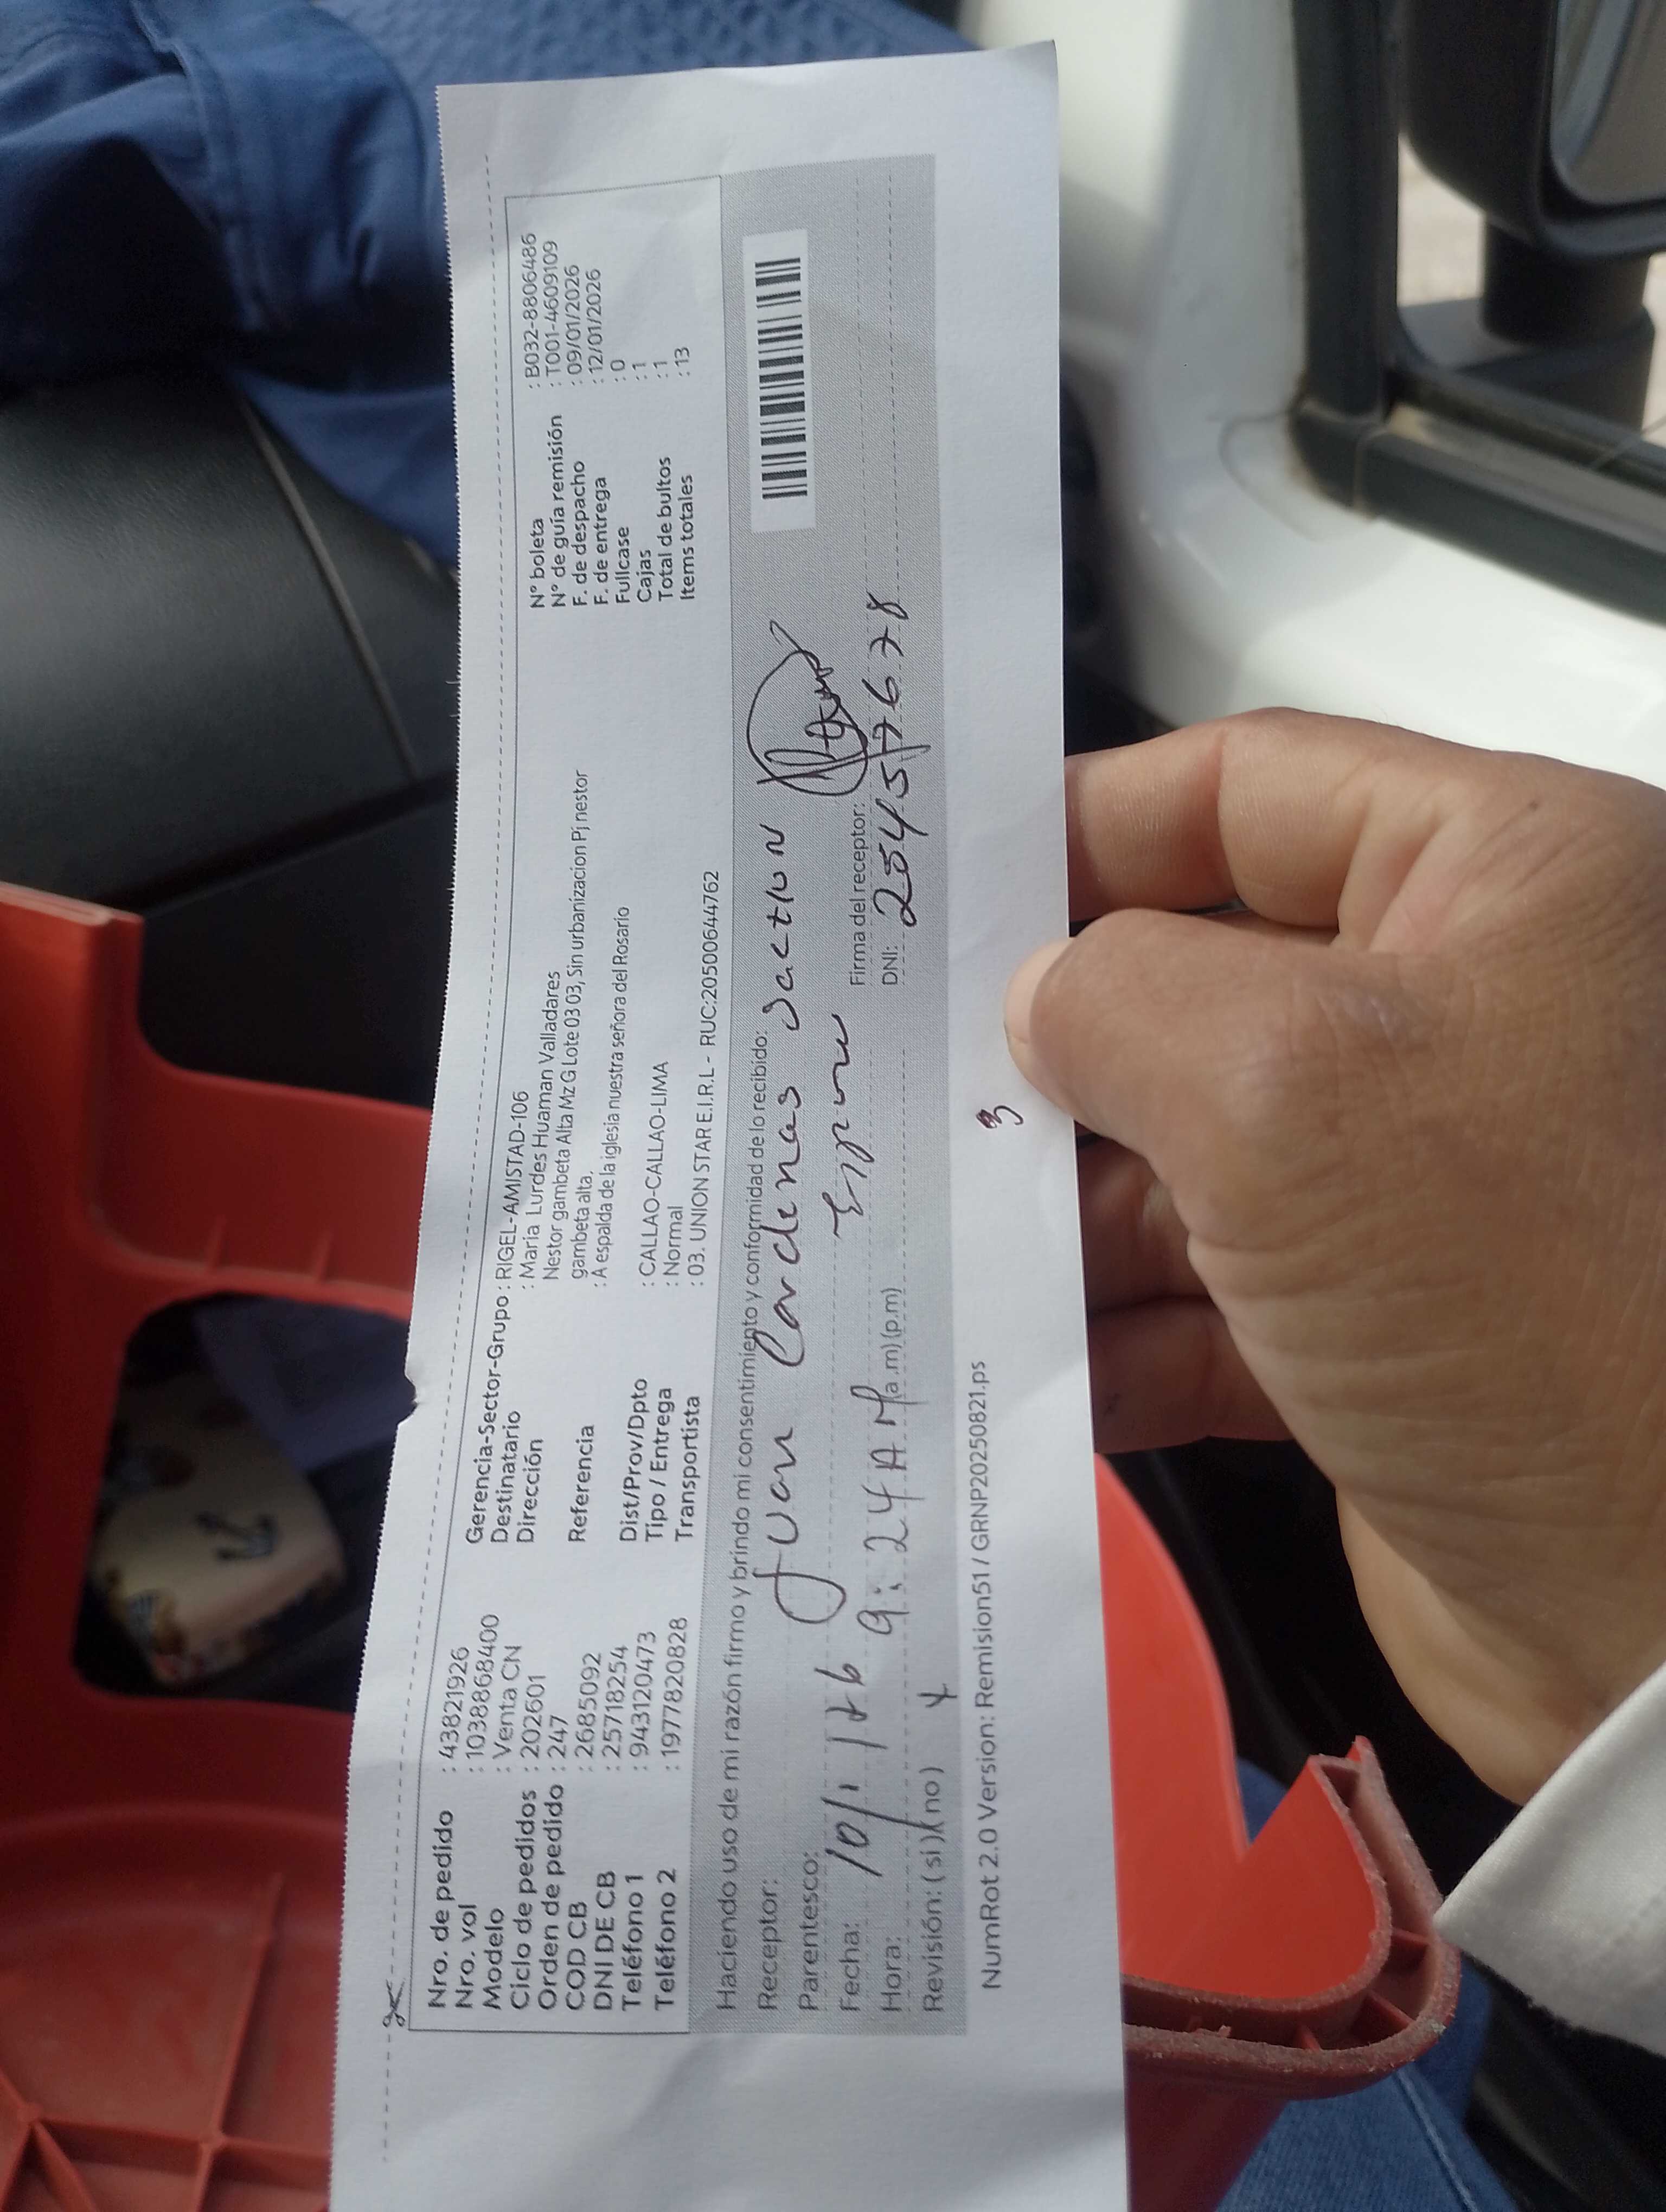 Nro. de pedido : 43821926
Nro. vol : 1038868400
Modelo : Venta CN
Ciclo de pedidos : 202601
Orden de pedido : 247
COD CB : 2685092
DNI DE CB : 25718254
Teléfono 1 : 943120473
Teléfono 2 : 1977820828
Gerencia-Sector-Grupo : RIGEL-AMISTAD-106
Destinatario : Maria Lurdes Huaman Valladares
Dirección Nestor gambeta Alta Mz G Lote 03 03, Sin urbanizacion Pj nestor
gambeta alta,
Referencia : A espalda de la iglesia nuestra señora del Rosario
Dist/Prov/Dpto : CALLAO-CALLAO-LIMA
Tipo / Entrega : Normal
Transportista : 03. UNION STAR E.I.R.L - RUC:20500644762
N° boleta : B032-8806486
N° de guía remisión : T001-4609109
F. de despacho : 09/01/2026
F. de entrega : 12/01/2026
Fullcase : 0
Cajas : 1
Total de bultos : 1
Items totales : 13
Haciendo uso de mi razón firmo y brindo mi consentimiento y conformidad de lo recibido:
Receptor: Juan Cardenas
Parentesco:
Fecha: 10/1/26
Hora: 9:24 AM (a.m) (p.m)
Firma del receptor:
DNI: 25457678
Revisión: ( si ) ( no )
NumRot 2.0 Version: Remision51 / GRNP20250821.ps
3